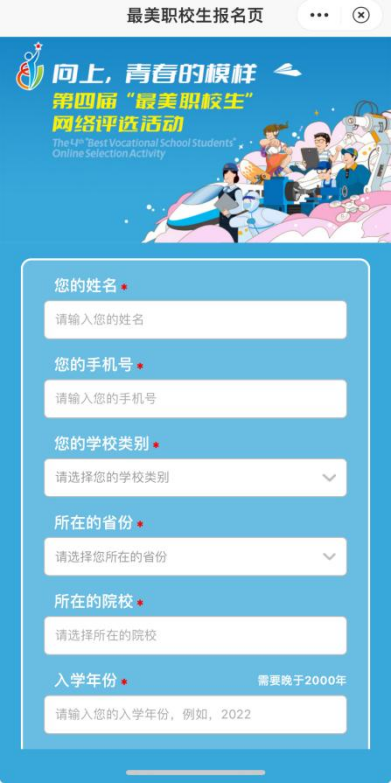 最美职校生报名页
向上，青春的模样
第四届“最美职校生”
网络评选活动
The 4th "Best Vocational School Students"
Online Selection Activity
您的姓名*
请输入您的姓名
您的手机号*
请输入您的手机号
您的学校类别*
请选择您的学校类别
所在的省份*
请选择您所在的省份
所在的院校*
请选择所在的院校
入学年份* 需要晚于2000年
请输入您的入学年份，例如，2022